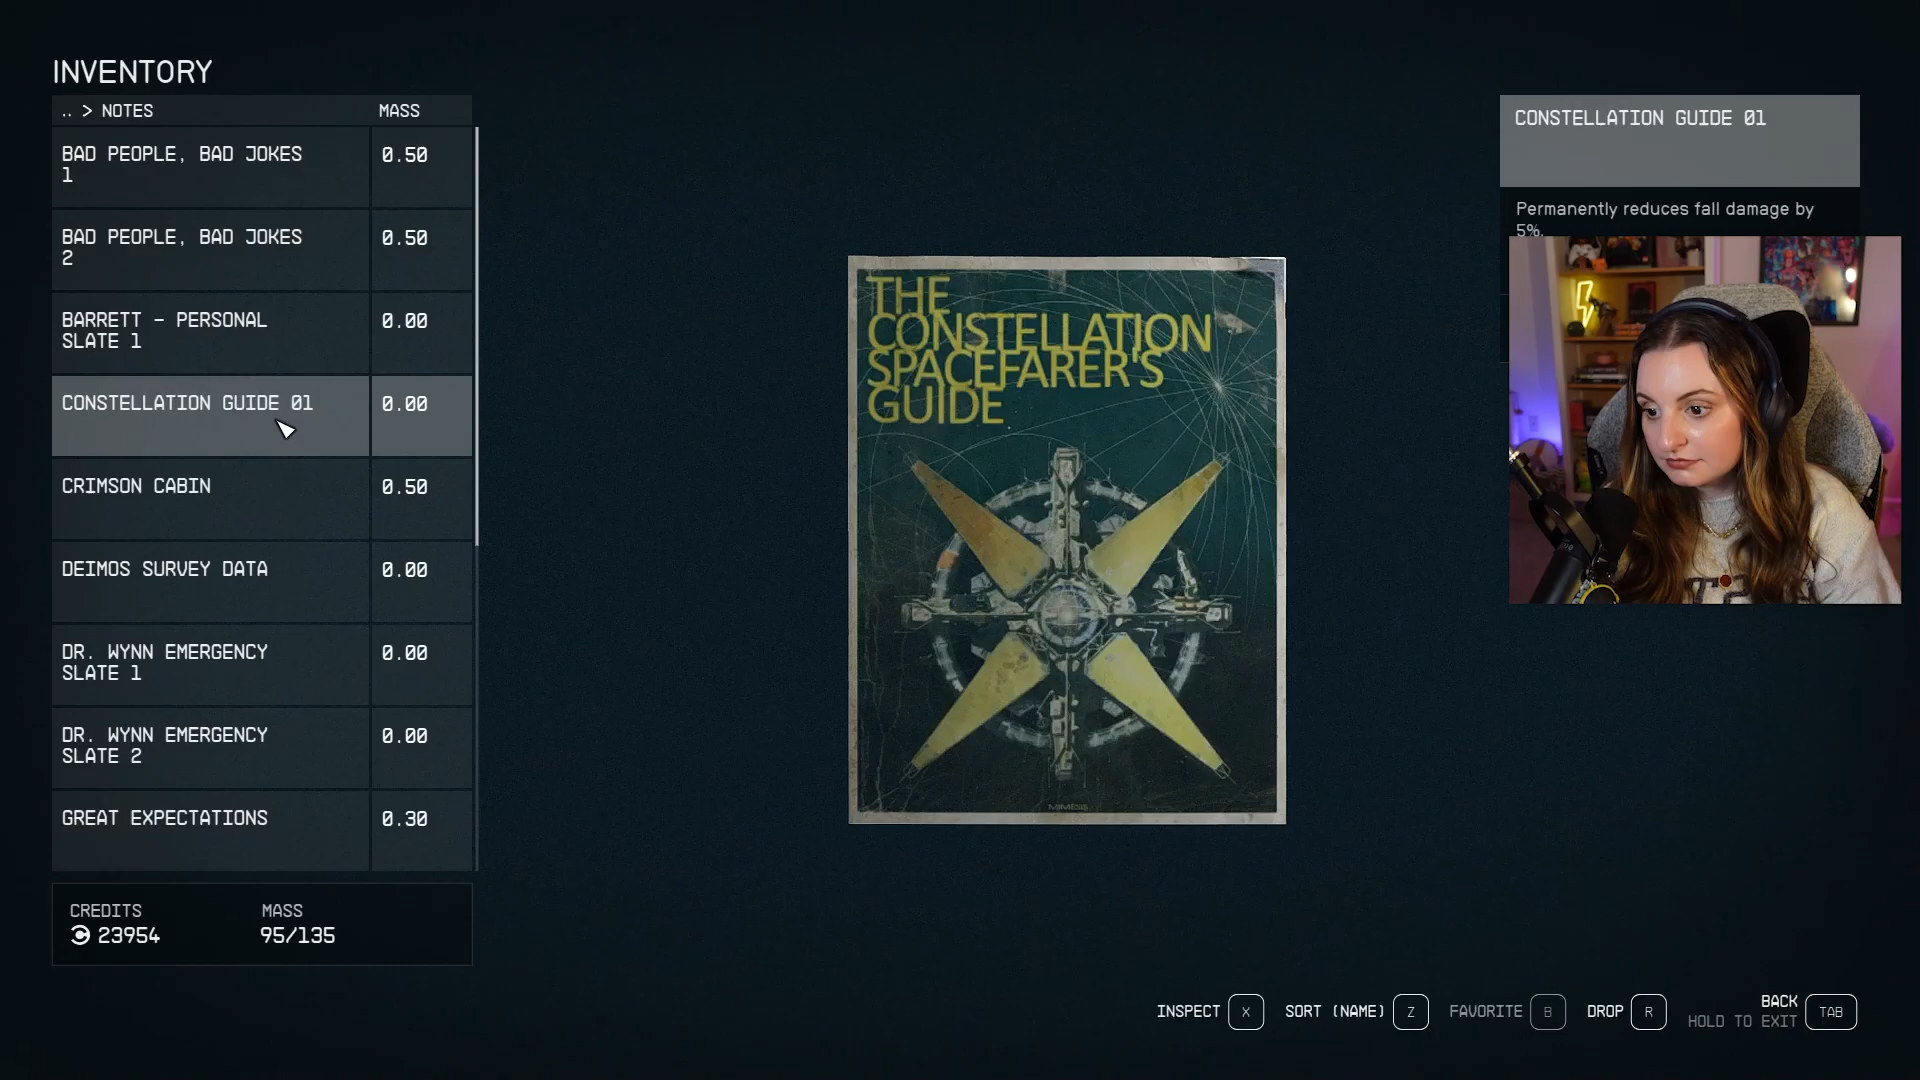 INVENTORY
.. > NOTES
MASS
BAD PEOPLE, BAD JOKES
1
0.50
BAD PEOPLE, BAD JOKES
2
0.50
BARRETT - PERSONAL
SLATE 1
0.00
CONSTELLATION GUIDE 01
0.00
CRIMSON CABIN
0.50
DEIMOS SURVEY DATA
0.00
DR. WYNN EMERGENCY
SLATE 1
0.00
DR. WYNN EMERGENCY
SLATE 2
0.00
GREAT EXPECTATIONS
0.30
CREDITS
23954
MASS
95/135
THE
CONSTELLATION
SPACEFARER'S
GUIDE
MIMESIS
CONSTELLATION GUIDE 01
Permanently reduces fall damage by
5%.
INSPECT X
SORT (NAME) Z
FAVORITE B
DROP R
BACK
HOLD TO EXIT
TAB